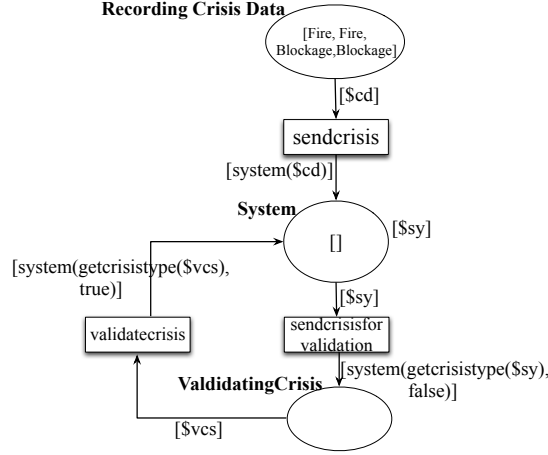 Recording Crisis Data
[Fire, Fire,
Blockage,Blockage]
[$cd]
sendcrisis
[system($cd)]
System
[]
[$sy]
[system(getcrisistype($vcs),
true)]
[$sy]
validatecrisis
sendcrisisfor
validation
[system(getcrisistype($sy),
false)]
ValdidatingCrisis
[$vcs]